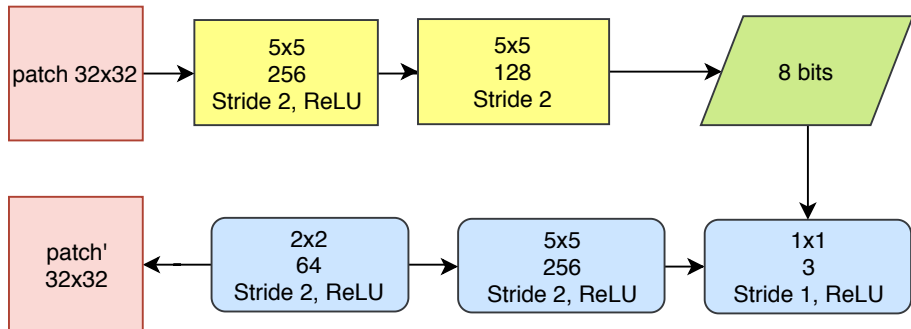 patch 32x32
5x5
256
Stride 2, ReLU
5x5
128
Stride 2
8 bits
patch'
32x32
2x2
64
Stride 2, ReLU
5x5
256
Stride 2, ReLU
1x1
3
Stride 1, ReLU